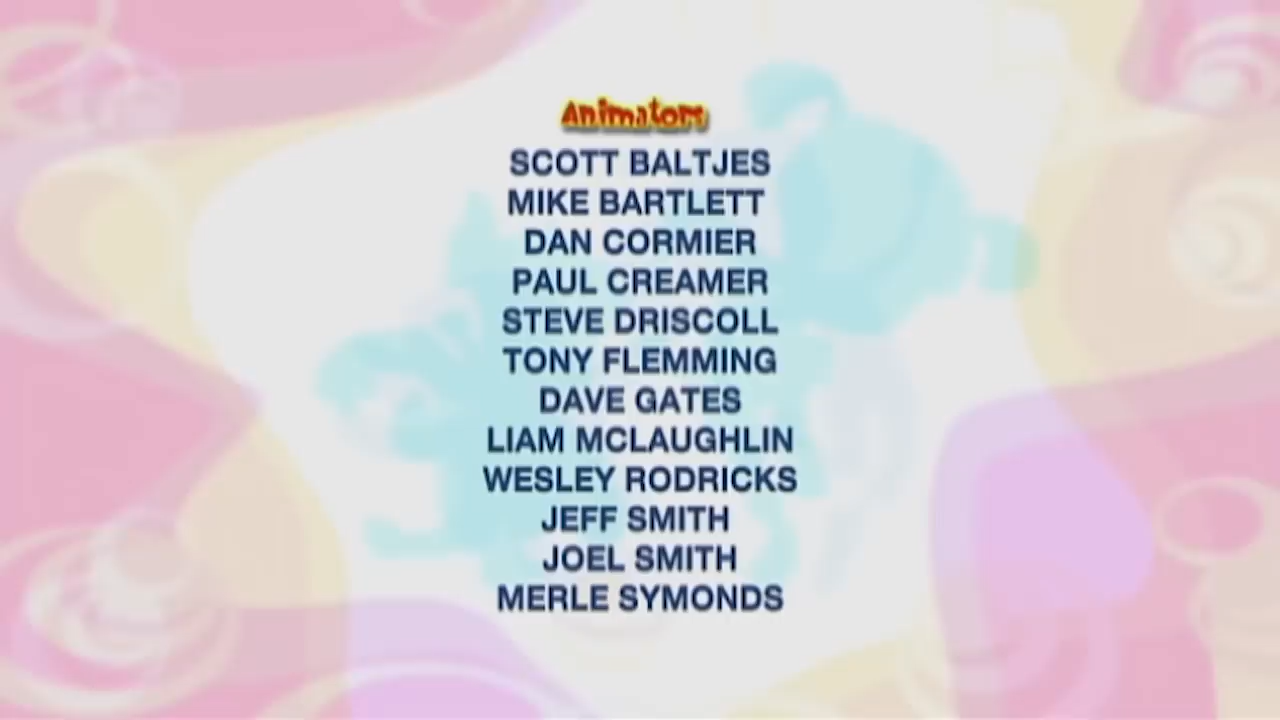 Animators
SCOTT BALTJES
MIKE BARTLETT
DAN CORMIER
PAUL CREAMER
STEVE DRISCOLL
TONY FLEMMING
DAVE GATES
LIAM MCLAUGHLIN
WESLEY RODRICKS
JEFF SMITH
JOEL SMITH
MERLE SYMONDS